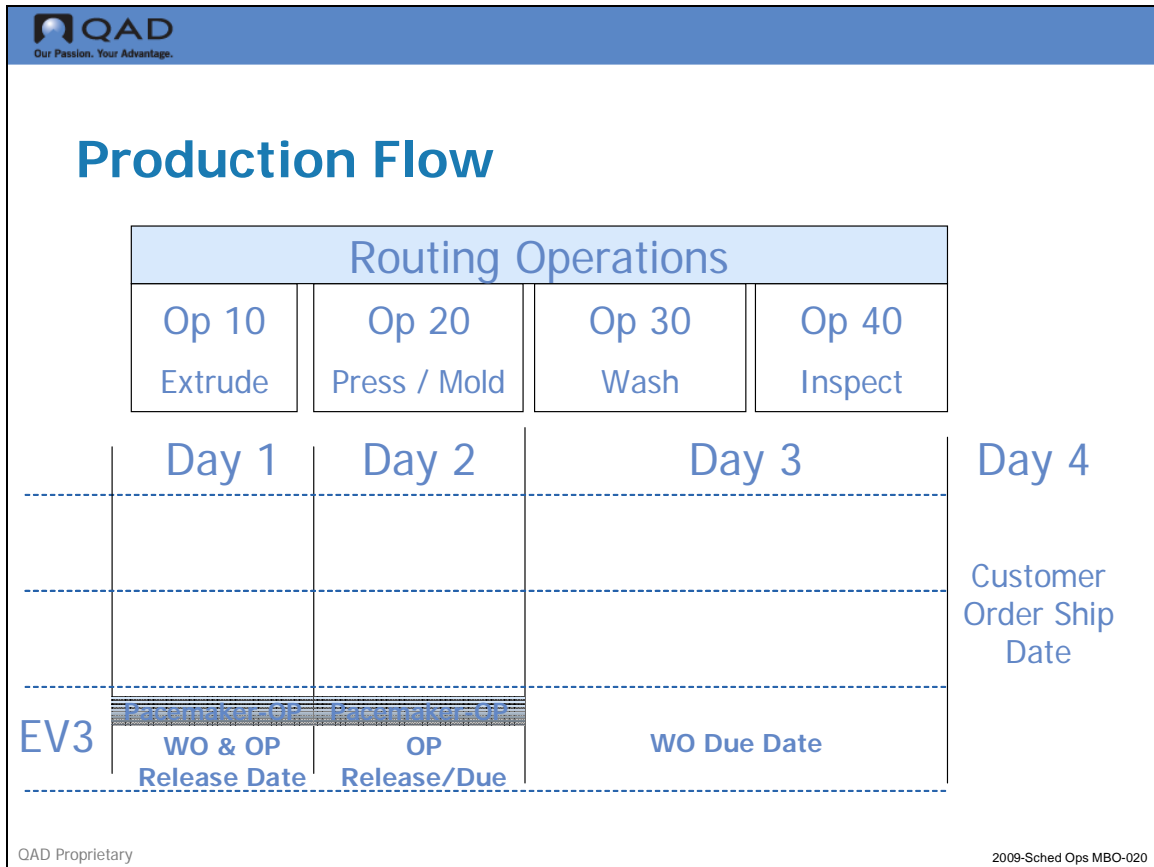 QAD
Our Passion. Your Advantage.
Production Flow
Routing Operations
Op 10
Extrude
Op 20
Press / Mold
Op 30
Wash
Op 40
Inspect
Day 1
Day 2
Day 3
Day 4
Customer
Order Ship
Date
EV3
Pacemaker-OP
Pacemaker-OP
WO & OP
Release Date
OP
Release/Due
WO Due Date
QAD Proprietary
2009-Sched Ops MBO-020